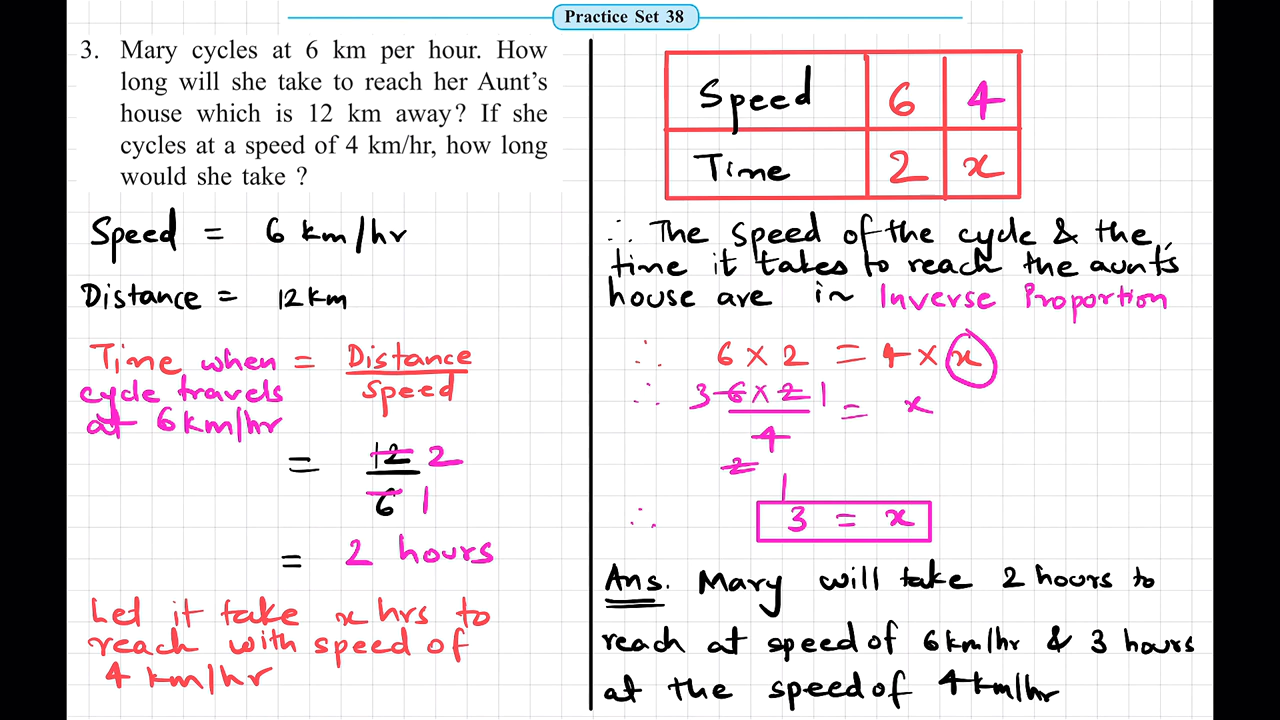 Practice Set 38
3. Mary cycles at 6 km per hour. How
long will she take to reach her Aunt's
house which is 12 km away? If she
cycles at a speed of 4 km/hr, how long
would she take ?
Speed = 6 km/hr
Distance = 12 km
Time when = Distance
cycle travels Speed
at 6 km/hr
= 12 2
6 1
= 2 hours
Let it take x hrs to
reach with speed of
4 km/hr
Speed 6 4
Time 2 x
∴ The speed of the cycle & the
time it takes to reach the aunt's
house are in Inverse Proportion
∴ 6 × 2 = 4 × x
∴ 3 6 × 2 1 = x
4
2
1
∴ 3 = x
Ans. Mary will take 2 hours to
reach at speed of 6 km/hr & 3 hours
at the speed of 4 km/hr